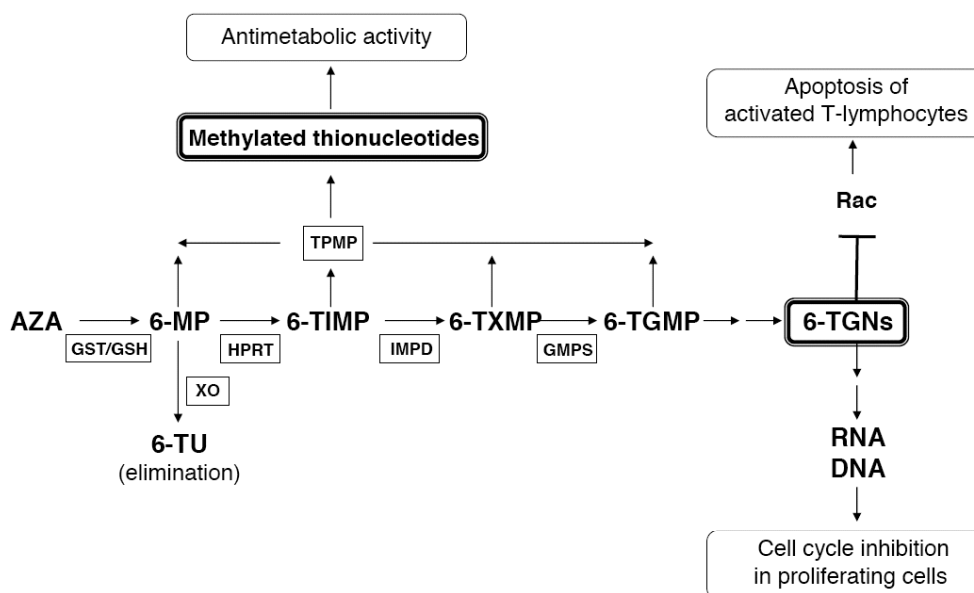 Antimetabolic activity
Methylated thionucleotides
Apoptosis of
activated T-lymphocytes
Rac
TPMP
AZA
6-MP
6-TIMP
6-TXMP
6-TGMP
6-TGNs
GST/GSH
HPRT
IMPD
GMPS
XO
6-TU
(elimination)
RNA
DNA
Cell cycle inhibition
in proliferating cells